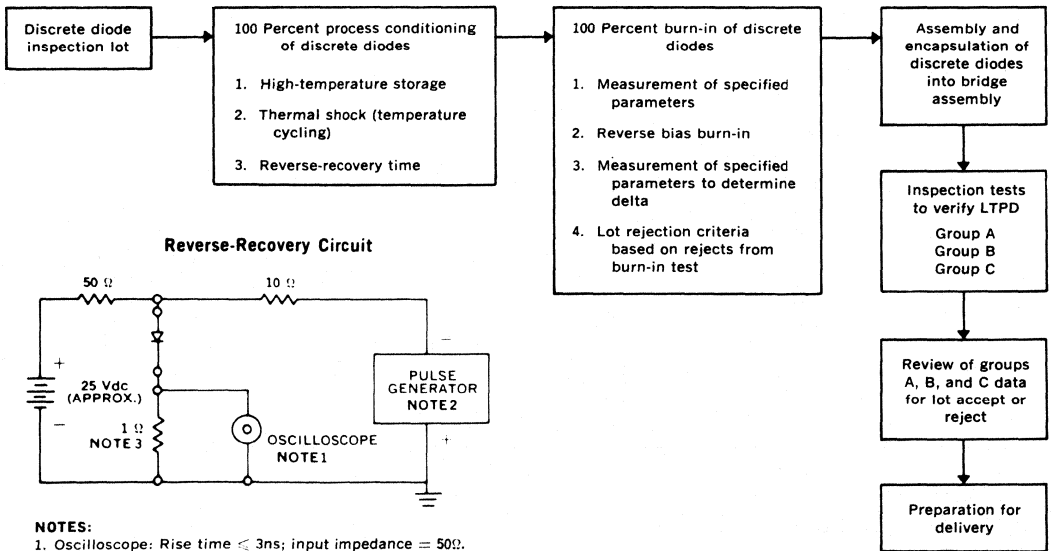 Discrete diode
inspection lot
100 Percent process conditioning
of discrete diodes
1. High-temperature storage
2. Thermal shock (temperature
cycling)
3. Reverse-recovery time
100 Percent burn-in of discrete
diodes
1. Measurement of specified
parameters
2. Reverse bias burn-in
3. Measurement of specified
parameters to determine
delta
4. Lot rejection criteria
based on rejects from
burn-in test
Assembly and
encapsulation of
discrete diodes
into bridge
assembly
Inspection tests
to verify LTPD
Group A
Group B
Group C
Review of groups
A, B, and C data
for lot accept or
reject
Preparation for
delivery
Reverse-Recovery Circuit
50 Ω
10 Ω
+
25 Vdc
(APPROX.)
−
1 Ω
NOTE 3
OSCILLOSCOPE
NOTE 1
−
PULSE
GENERATOR
NOTE 2
+
NOTES:
1. Oscilloscope: Rise time ⩽ 3ns; input impedance = 50Ω.